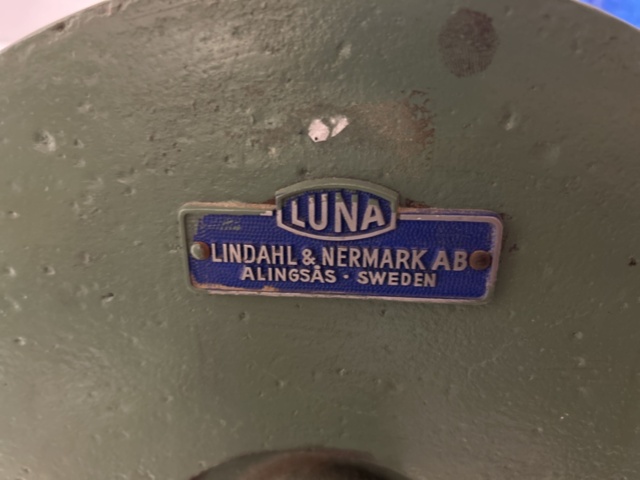 LUNA
LINDAHL & NERMARK AB
ALINGSÅS · SWEDEN